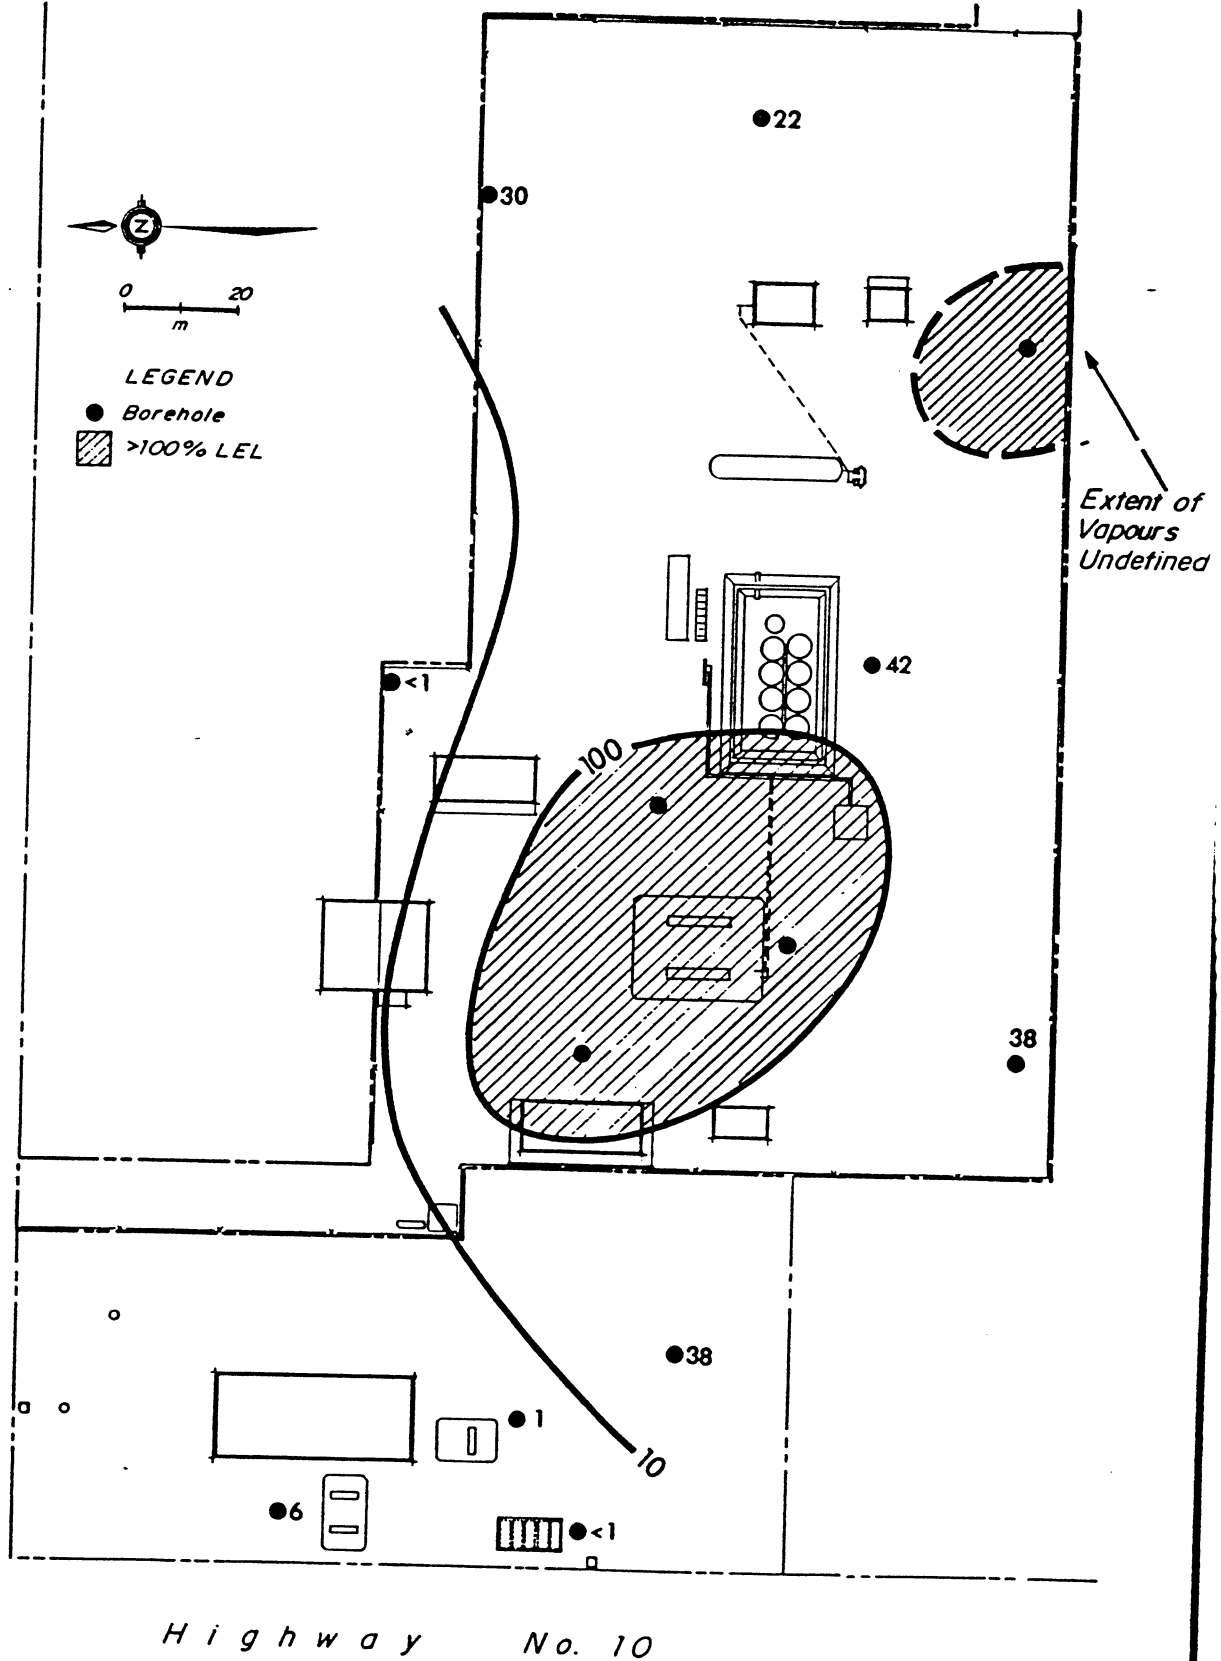 22
30
N
0 20
m
LEGEND
Borehole
>100% LEL
Extent of
Vapours
Undefined
42
<1
100
38
38
1
10
6
<1
Highway No. 10